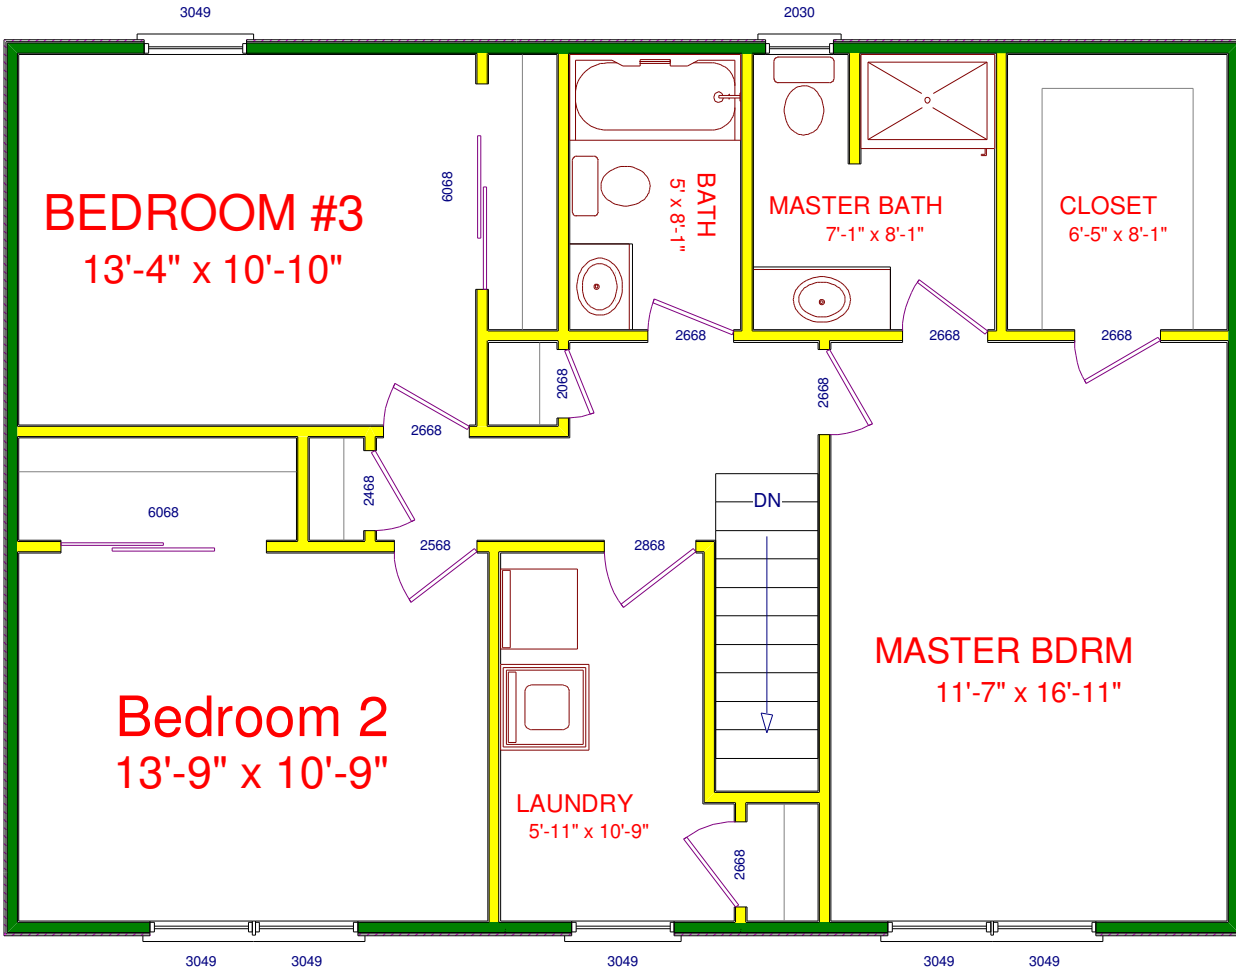 3049
2030
BEDROOM #3
13'-4" x 10'-10"
6068
BATH
5' x 8'-1"
MASTER BATH
7'-1" x 8'-1"
CLOSET
6'-5" x 8'-1"
2668
2668
2668
2068
2668
2668
2468
6068
DN
2568
2868
Bedroom 2
13'-9" x 10'-9"
MASTER BDRM
11'-7" x 16'-11"
LAUNDRY
5'-11" x 10'-9"
2668
3049
3049
3049
3049
3049